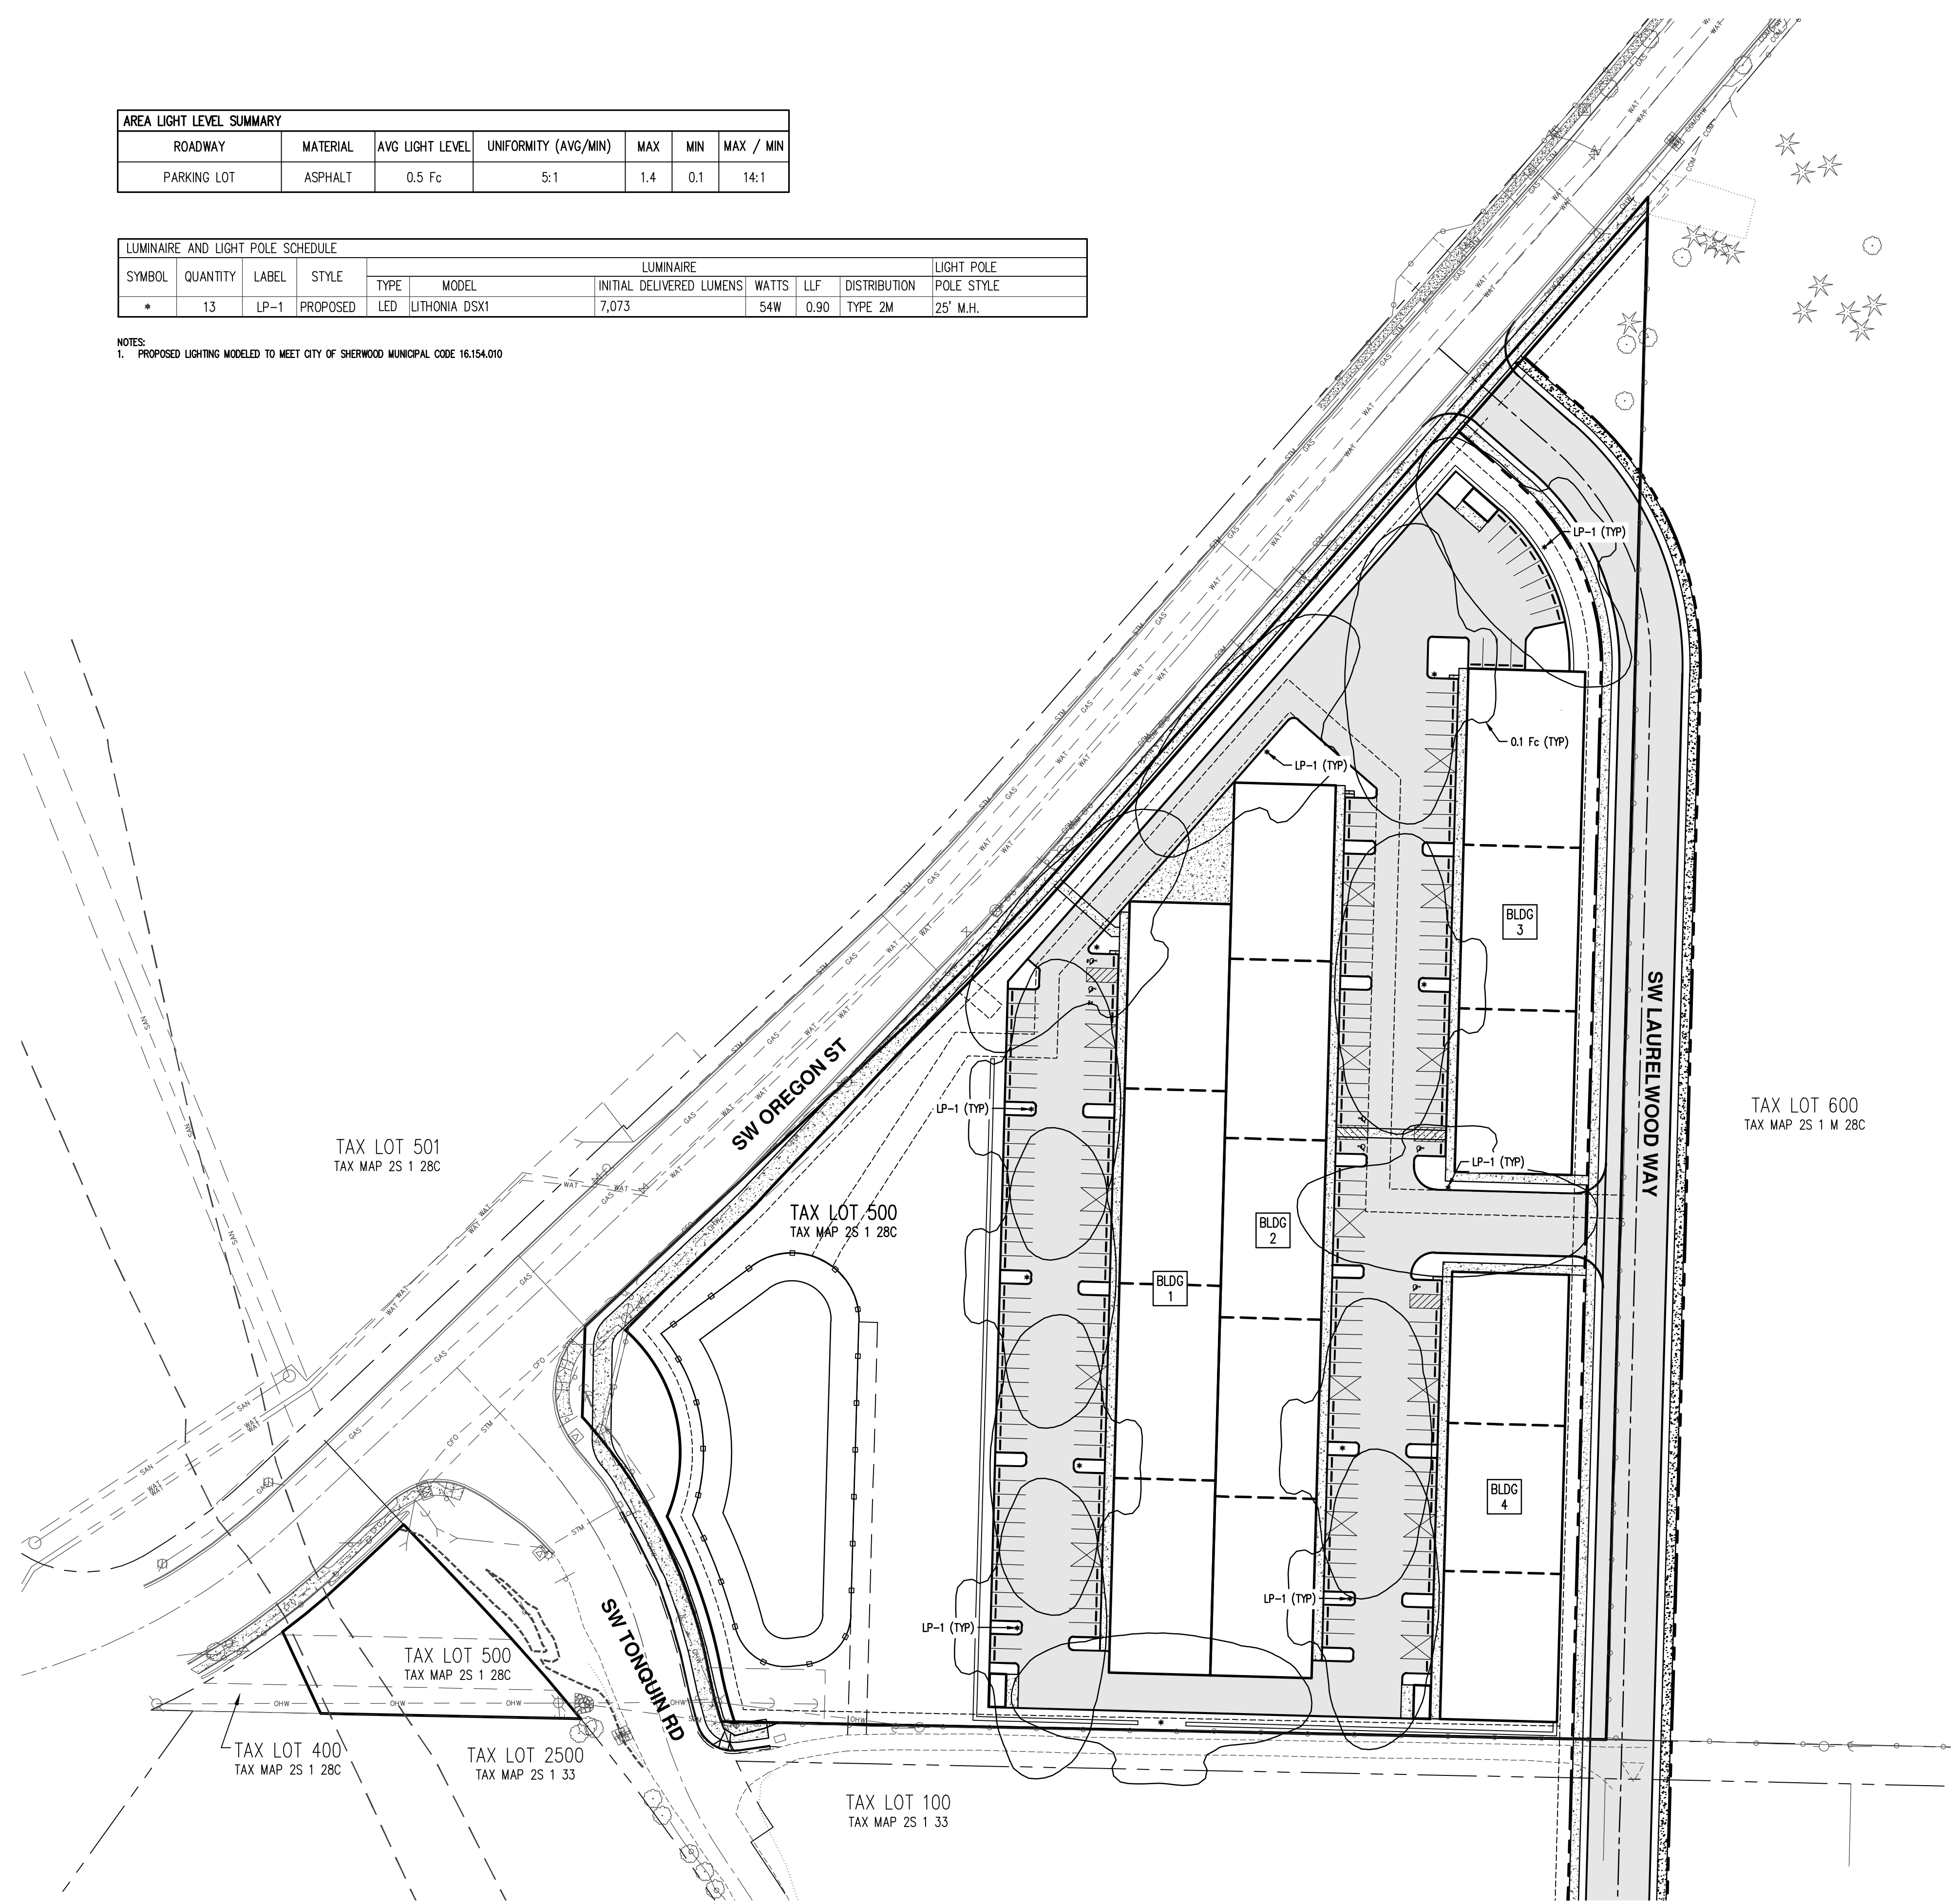 AREA LIGHT LEVEL SUMMARY
ROADWAY MATERIAL AVG LIGHT LEVEL UNIFORMITY (AVG/MIN) MAX MIN MAX / MIN
PARKING LOT ASPHALT 0.5 Fc 5:1 1.4 0.1 14:1
LUMINAIRE AND LIGHT POLE SCHEDULE
SYMBOL QUANTITY LABEL STYLE LUMINAIRE LIGHT POLE
TYPE MODEL INITIAL DELIVERED LUMENS WATTS LLF DISTRIBUTION POLE STYLE
* 13 LP-1 PROPOSED LED LITHONIA DSX1 7,073 54W 0.90 TYPE 2M 25' M.H.
NOTES:
1. PROPOSED LIGHTING MODELED TO MEET CITY OF SHERWOOD MUNICIPAL CODE 16.154.010
LP-1 (TYP)
0.1 Fc (TYP)
LP-1 (TYP)
BLDG
3
SW LAURELWOOD WAY
SW OREGON ST
LP-1 (TYP)
TAX LOT 600
TAX MAP 2S 1 M 28C
TAX LOT 501
TAX MAP 2S 1 28C
LP-1 (TYP)
TAX LOT 500
TAX MAP 2S 1 28C
BLDG
2
BLDG
1
BLDG
4
LP-1 (TYP)
LP-1 (TYP)
SW TONQUIN RD
TAX LOT 500
TAX MAP 2S 1 28C
OHW OHW OHW
TAX LOT 400
TAX MAP 2S 1 28C
TAX LOT 2500
TAX MAP 2S 1 33
TAX LOT 100
TAX MAP 2S 1 33